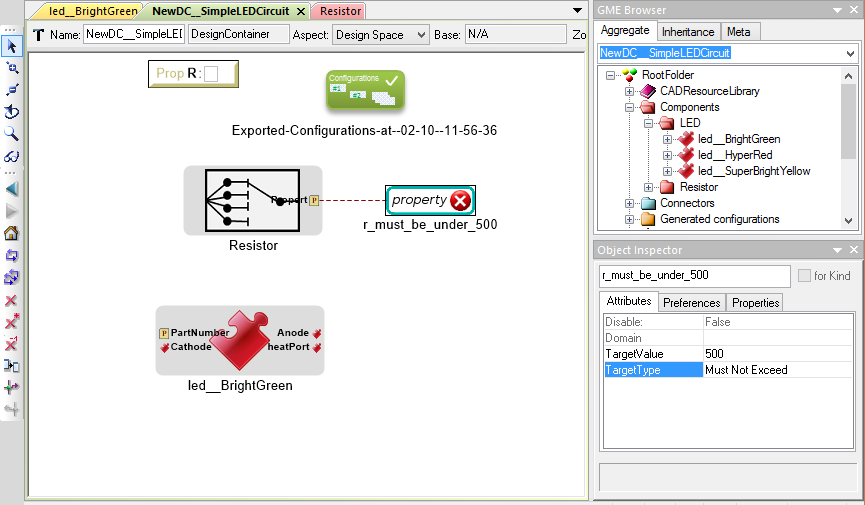 led__BrightGreen
NewDC__SimpleLEDCircuit ×
Resistor
Name: NewDC__SimpleLEI DesignContainer Aspect: Design Space Base: N/A Zo
Prop R:
Configurations
#1
#2
Exported-Configurations-at--02-10--11-56-36
Propert P
Resistor
property
r_must_be_under_500
P PartNumber
Cathode
Anode
heatPort
led__BrightGreen
GME Browser
Aggregate Inheritance Meta
NewDC__SimpleLEDCircuit
RootFolder
CADResourceLibrary
Components
LED
led__BrightGreen
led__HyperRed
led__SuperBrightYellow
Resistor
Connectors
Generated configurations
Object Inspector
r_must_be_under_500 for Kind
Attributes Preferences Properties
Disable: False
Domain
TargetValue 500
TargetType Must Not Exceed